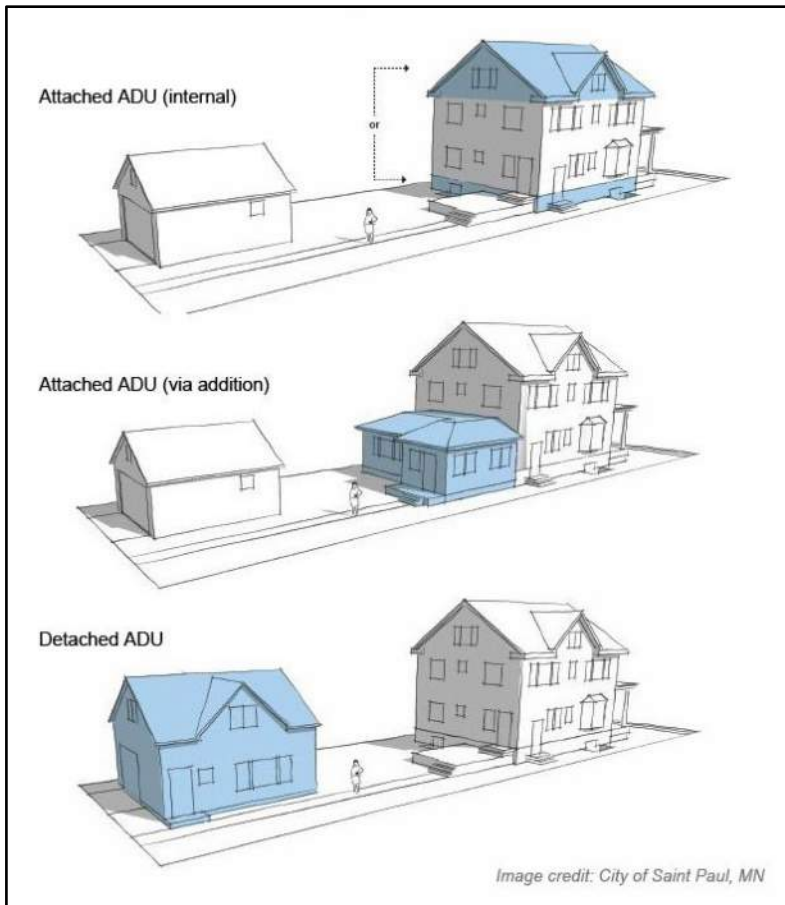 Attached ADU (internal)
or
Attached ADU (via addition)
Detached ADU
Image credit: City of Saint Paul, MN